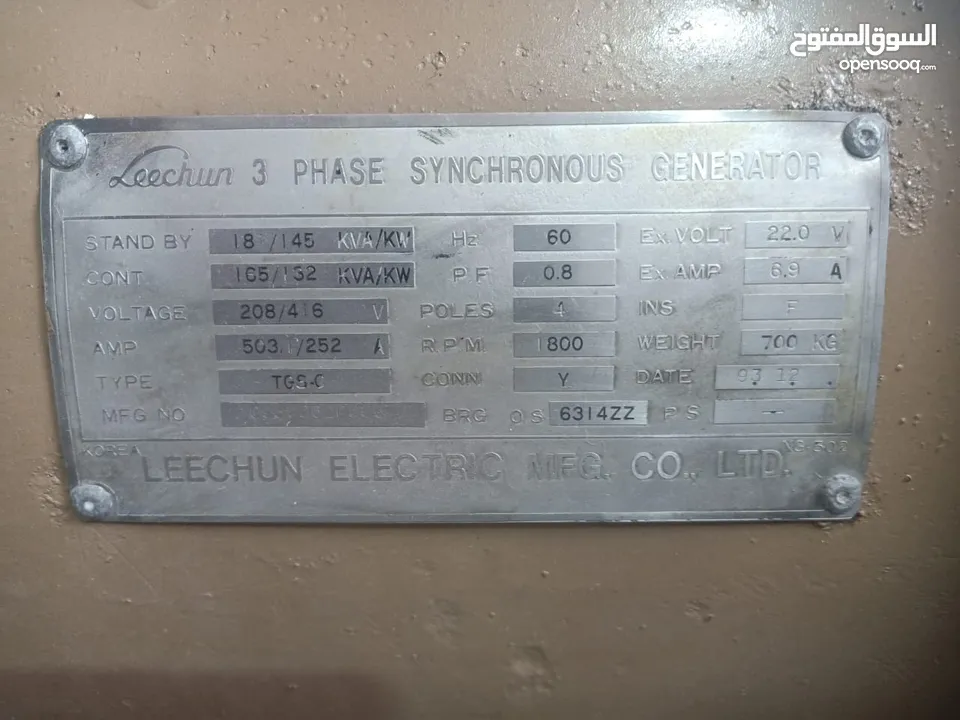 السوق المفتوح
opensooq.com
Leechun 3 PHASE SYNCHRONOUS GENERATOR
STAND BY /145 KVA/KW Hz 60 Ex. VOLT 22.0 V
CONT. 165/132 KVA/KW P.F 0.8 Ex AMP 6.9 A
VOLTAGE 208/416 V POLES 4 INS F
AMP 503. /252 A R.P.M. 1800 WEIGHT 700 KG
TYPE CONN Y DATE 93.12.
MFG NO BRG OS 6314ZZ PS —
KOREA
LEECHUN ELECTRIC MFG. CO., LTD.